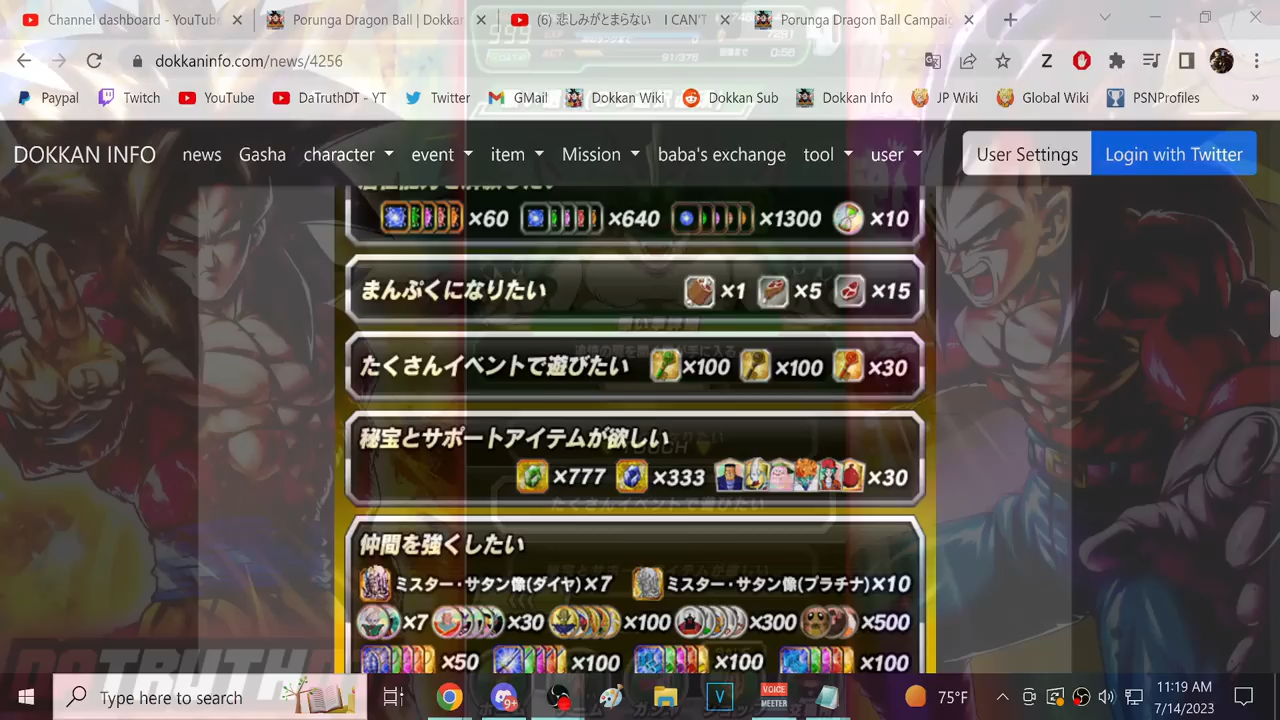 Channel dashboard - YouTube
Porunga Dragon Ball | Dokkan
(6) 悲しみがとまらない I CAN'T
Porunga Dragon Ball Campaig
dokkaninfo.com/news/4256
Paypal Twitch YouTube DaTruthDT - YT Twitter GMail Dokkan Wiki Dokkan Sub Dokkan Info JP Wiki Global Wiki PSNProfiles »
DOKKAN INFO news Gasha character event item Mission baba's exchange tool user User Settings Login with Twitter
×60 ×640 ×1300 ×10
まんぷくになりたい ×1 ×5 ×15
たくさんイベントで遊びたい ×100 ×100 ×30
秘宝とサポートアイテムが欲しい
×777 ×333 ×30
仲間を強くしたい
ミスター・サタン像(ダイヤ)×7 ミスター・サタン像(プラチナ)×10
×7 ×30 ×100 ×300 ×500
×50 ×100 ×100 ×100
Type here to search
9+
VOICE
MEETER
75°F
11:19 AM
7/14/2023